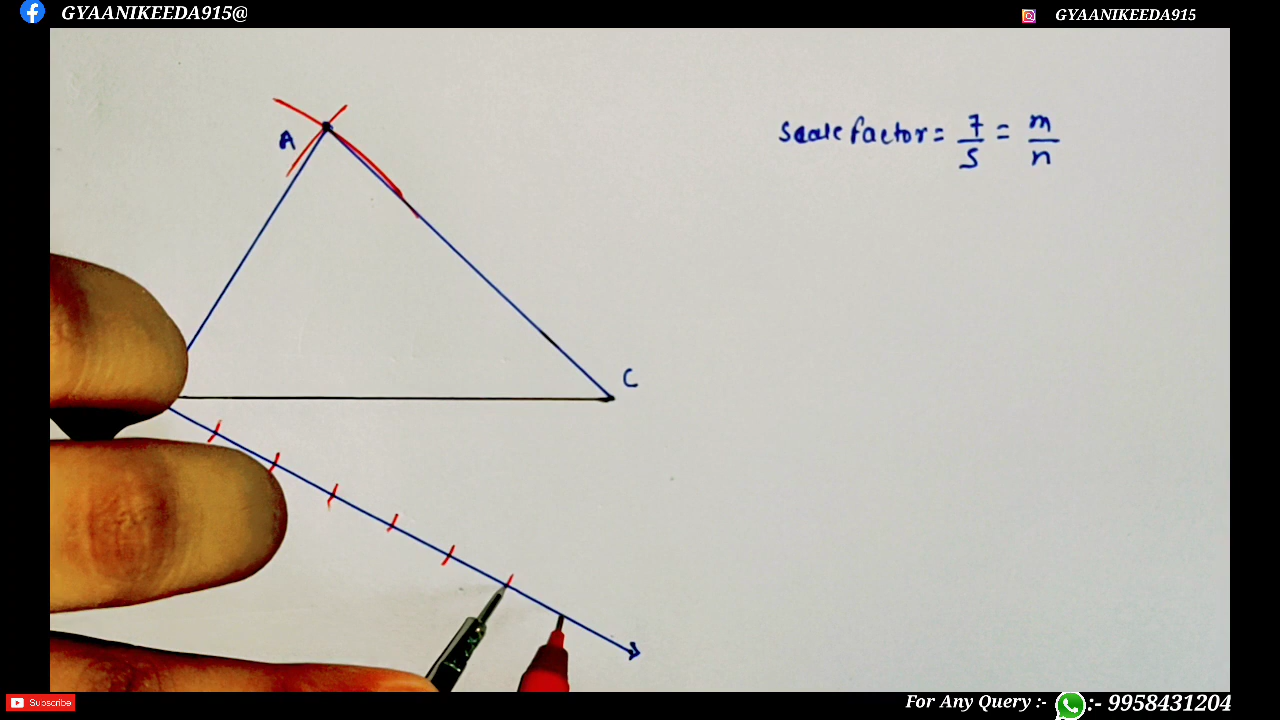 GYAANIKEEDA915@
GYAANIKEEDA915
A
Scale factor = 7/5 = m/n
C
Subscribe
For Any Query :- :- 9958431204